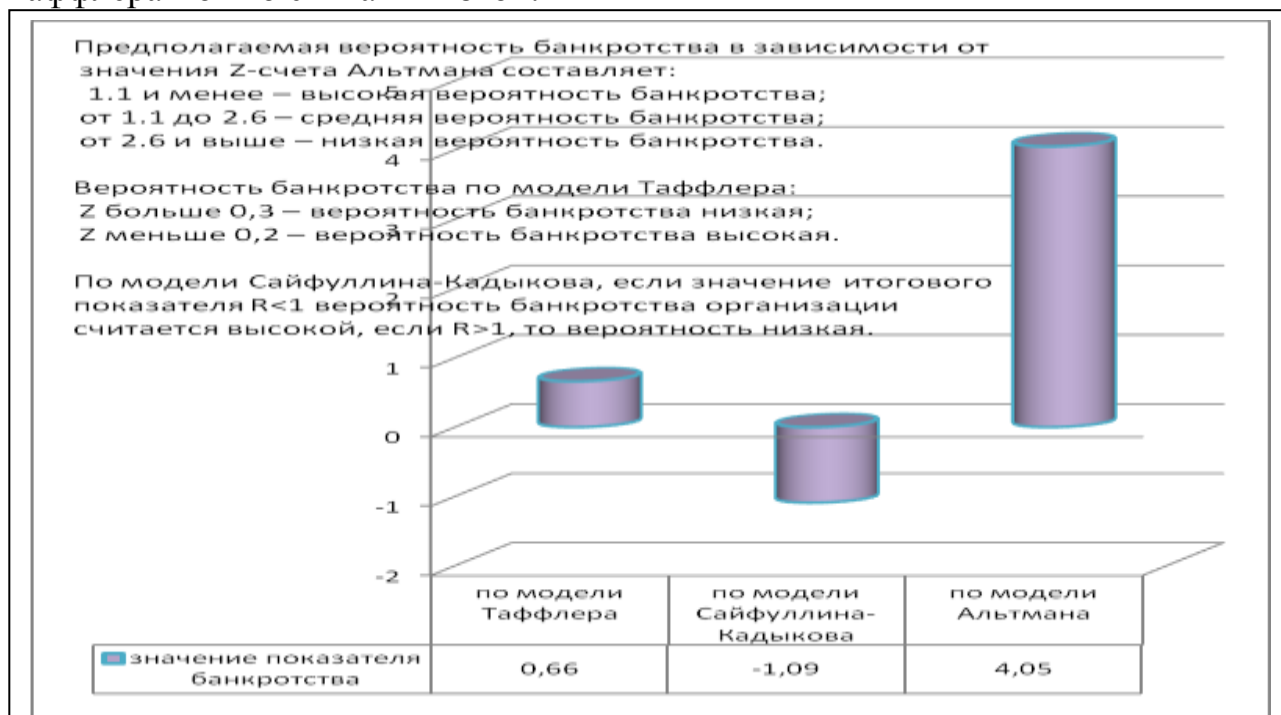 Предполагаемая вероятность банкротства в зависимости от
значения Z-счета Альтмана составляет:
1.1 и менее – высокая вероятность банкротства;
от 1.1 до 2.6 – средняя вероятность банкротства;
от 2.6 и выше – низкая вероятность банкротства.
Вероятность банкротства по модели Таффлера:
Z больше 0,3 – вероятность банкротства низкая;
Z меньше 0,2 – вероятность банкротства высокая.
По модели Сайфуллина-Кадыкова, если значение итогового
показателя R<1 вероятность банкротства организации
считается высокой, если R>1, то вероятность низкая.
5
4
3
2
1
0
-1
-2
по модели
Таффлера
по модели
Сайфуллина-
Кадыкова
по модели
Альтмана
значение показателя
банкротства
0,66
-1,09
4,05